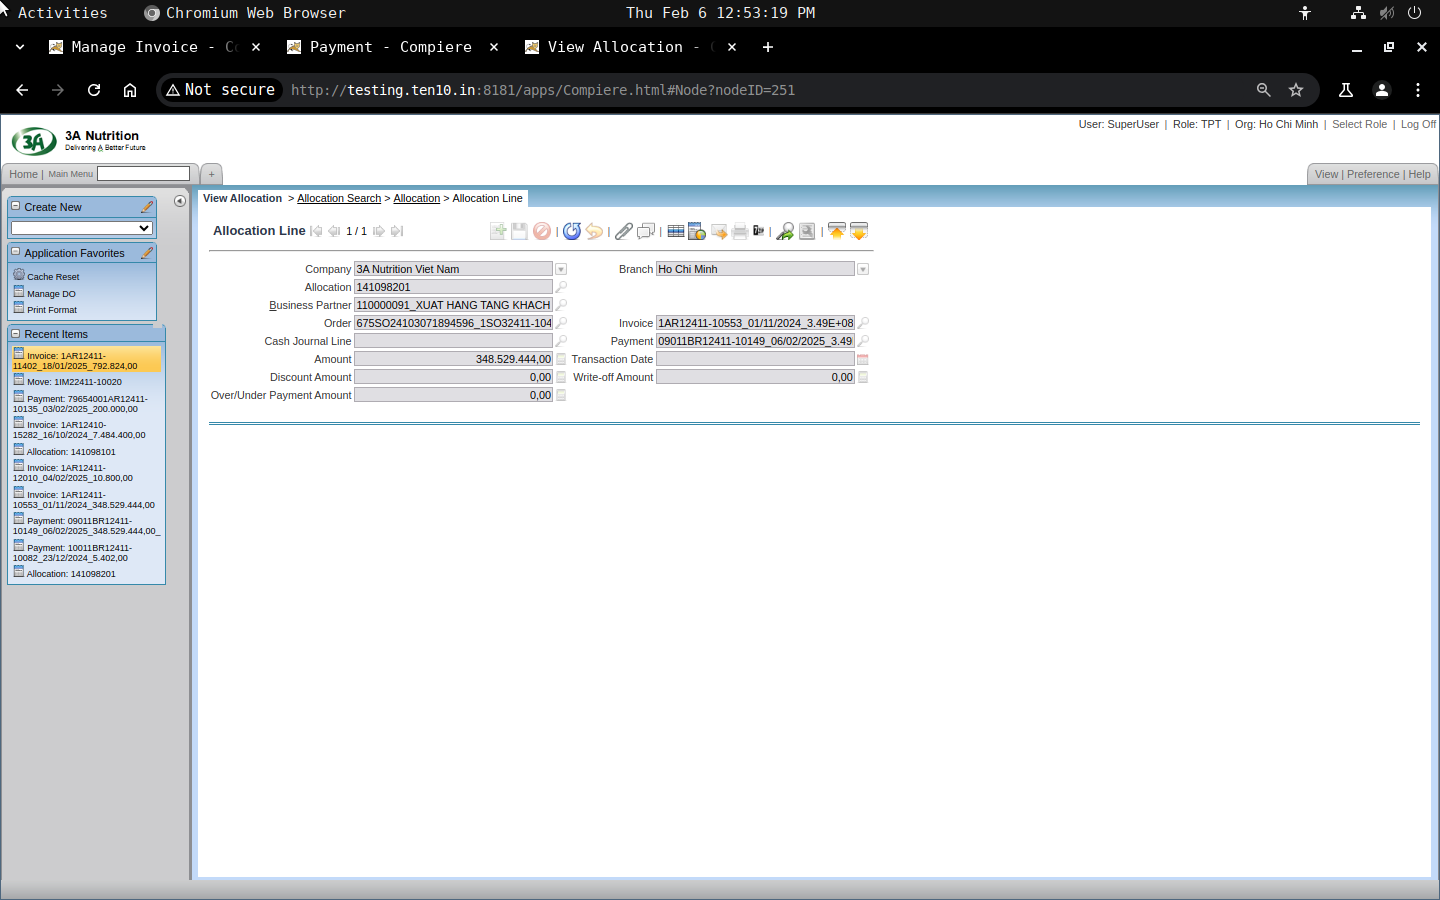 Activities
Chromium Web Browser
Thu Feb 6 12:53:19 PM
Manage Invoice - Co
Payment - Compiere
View Allocation - C
Not secure
http://testing.ten10.in:8181/apps/Compiere.html#Node?nodeID=251
3A
3A Nutrition
Delivering A Better Future
User: SuperUser | Role: TPT | Org: Ho Chi Minh | Select Role | Log Off
Home | Main Menu
+
View | Preference | Help
Create New
Application Favorites
Cache Reset
Manage DO
Print Format
Recent Items
Invoice: 1AR12411-
11402_18/01/2025_792.824,00
Move: 1IM22411-10020
Payment: 79654001AR12411-
10135_03/02/2025_200.000,00
Invoice: 1AR12410-
15282_16/10/2024_7.484.400,00
Allocation: 141098101
Invoice: 1AR12411-
12010_04/02/2025_10.800,00
Invoice: 1AR12411-
10553_01/11/2024_348.529.444,00
Payment: 09011BR12411-
10149_06/02/2025_348.529.444,00_
Payment: 10011BR12411-
10082_23/12/2024_5.402,00
Allocation: 141098201
View Allocation > Allocation Search > Allocation > Allocation Line
Allocation Line
1 / 1
Company 3A Nutrition Viet Nam
Branch Ho Chi Minh
Allocation 141098201
Business Partner 110000091_XUAT HANG TANG KHACH
Order 675SO24103071894596_1SO32411-104
Invoice 1AR12411-10553_01/11/2024_3.49E+08
Cash Journal Line
Payment 09011BR12411-10149_06/02/2025_3.49
Amount 348.529.444,00
Transaction Date
Discount Amount 0,00
Write-off Amount 0,00
Over/Under Payment Amount 0,00